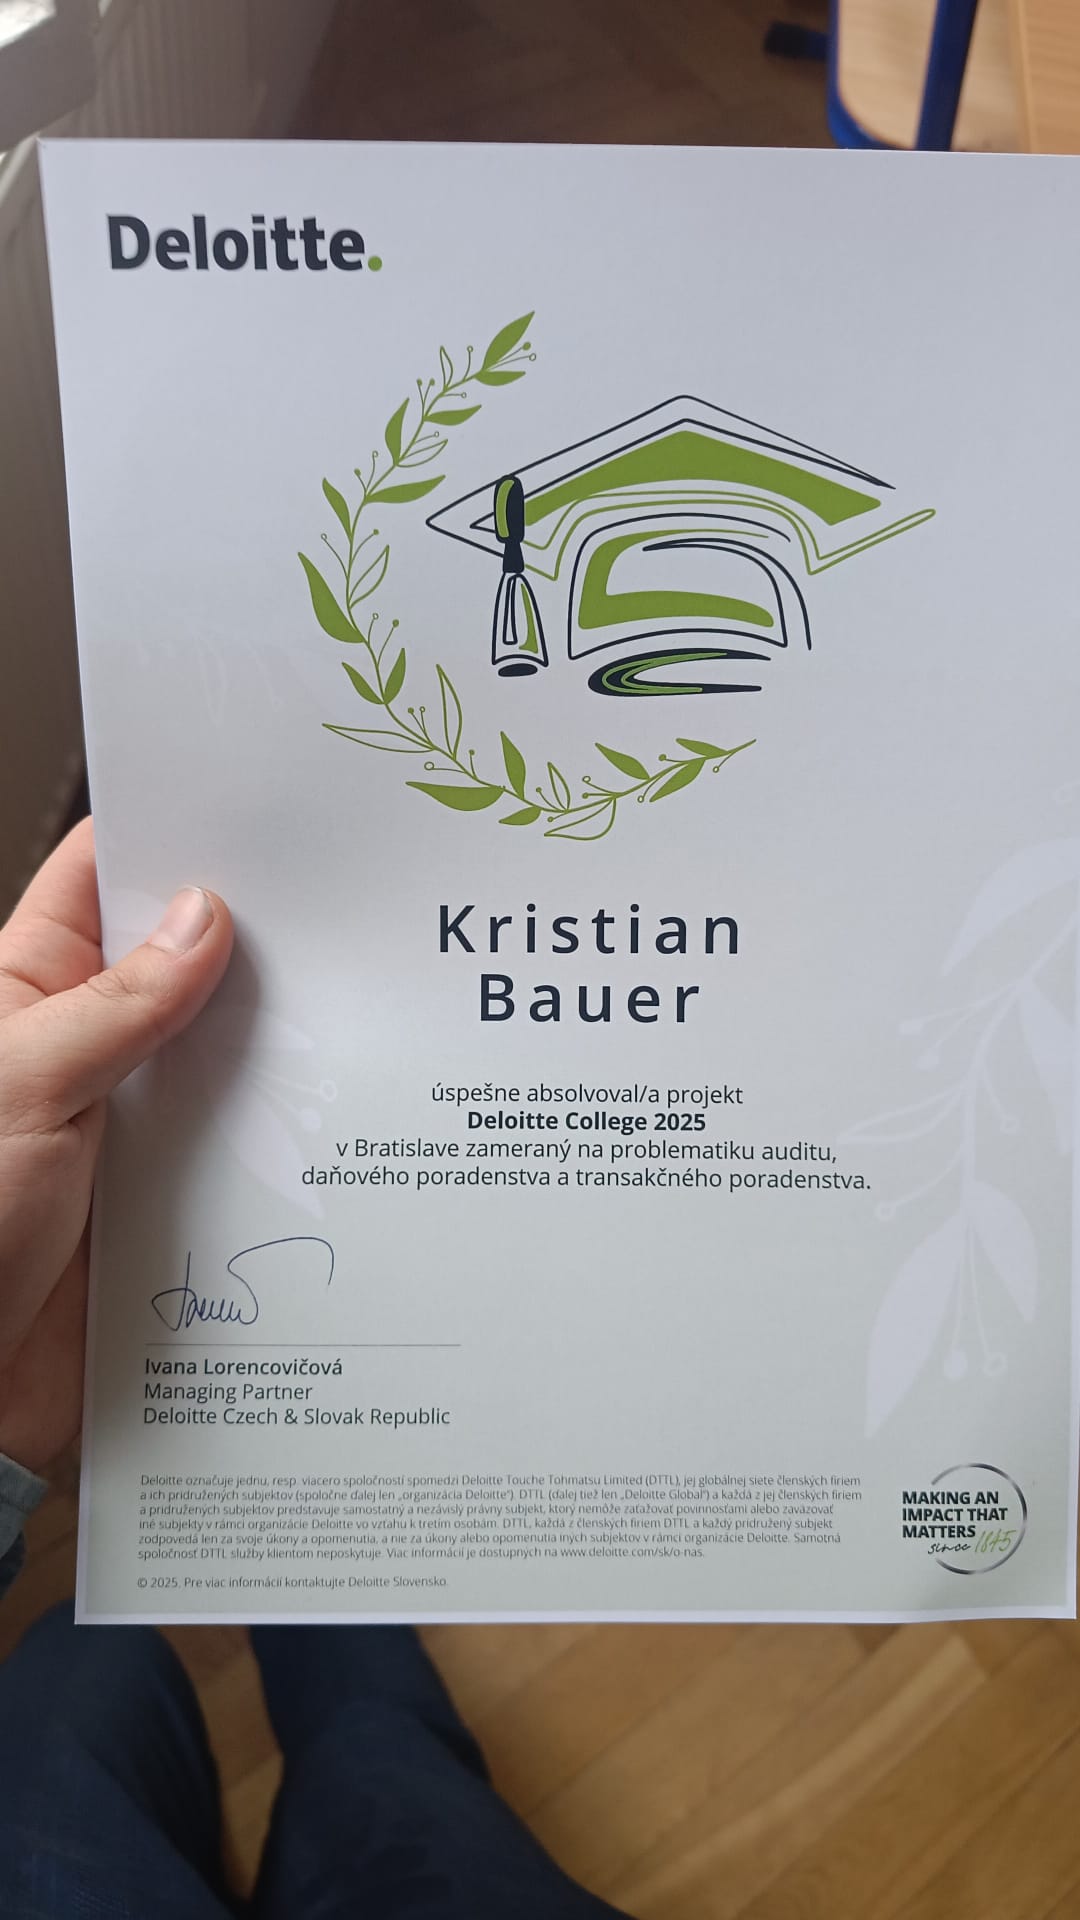 Deloitte.
Kristian
Bauer
úspešne absolvoval/a projekt
Deloitte College 2025
v Bratislave zameraný na problematiku auditu,
daňového poradenstva a transakčného poradenstva.
Ivana Lorencovičová
Managing Partner
Deloitte Czech & Slovak Republic
Deloitte označuje jednu, resp. viacero spoločností spomedzi Deloitte Touche Tohmatsu Limited (DTTL), jej globálnej siete členských firiem
a ich pridružených subjektov (spoločne ďalej len „organizácia Deloitte“). DTTL (ďalej tiež len „Deloitte Global“) a každá z jej členských firiem
a pridružených subjektov predstavuje samostatný a nezávislý právny subjekt, ktorý nemôže zaťažovať povinnosťami alebo zaväzovať
iné subjekty v rámci organizácie Deloitte vo vzťahu k tretím osobám. DTTL, každá z členských firiem DTTL a každý pridružený subjekt
zodpovedá len za svoje úkony a opomenutia, a nie za úkony alebo opomenutia iných subjektov v rámci organizácie Deloitte. Samotná
spoločnosť DTTL služby klientom neposkytuje. Viac informácií je dostupných na www.deloitte.com/sk/o-nas.
© 2025. Pre viac informácií kontaktujte Deloitte Slovensko.
MAKING AN
IMPACT THAT
MATTERS
since 1845